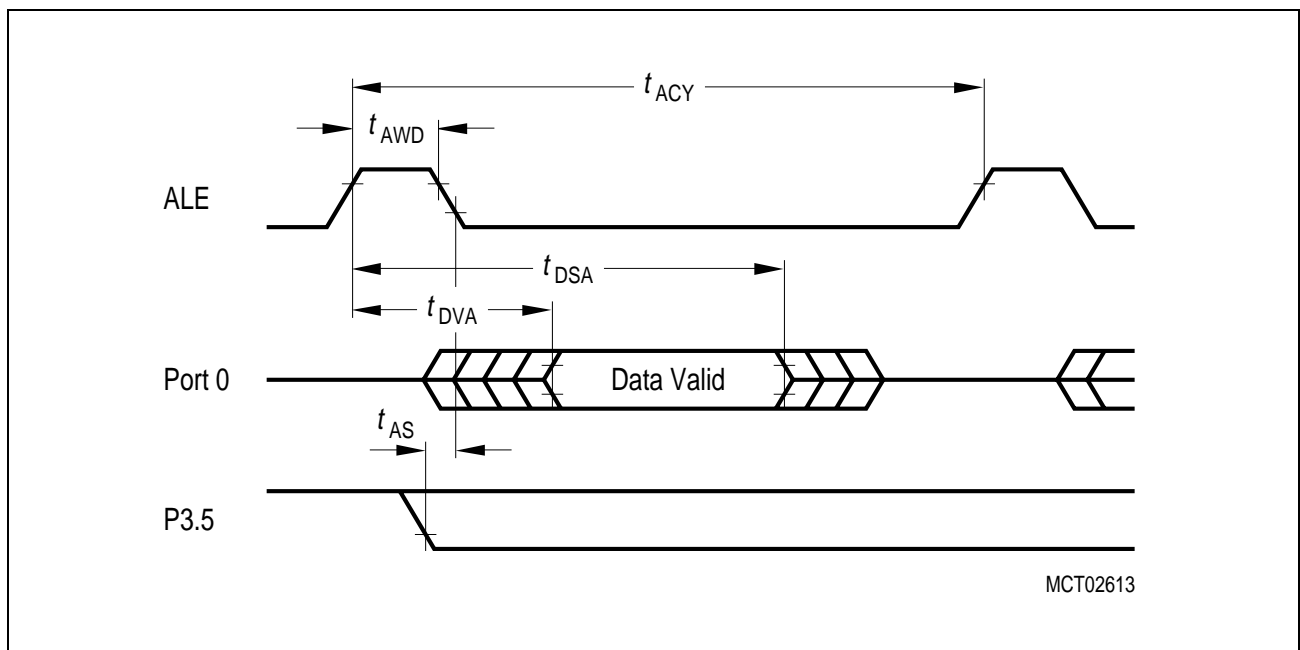 t ACY
t AWD
ALE
t DSA
t DVA
Port 0
Data Valid
t AS
P3.5
MCT02613